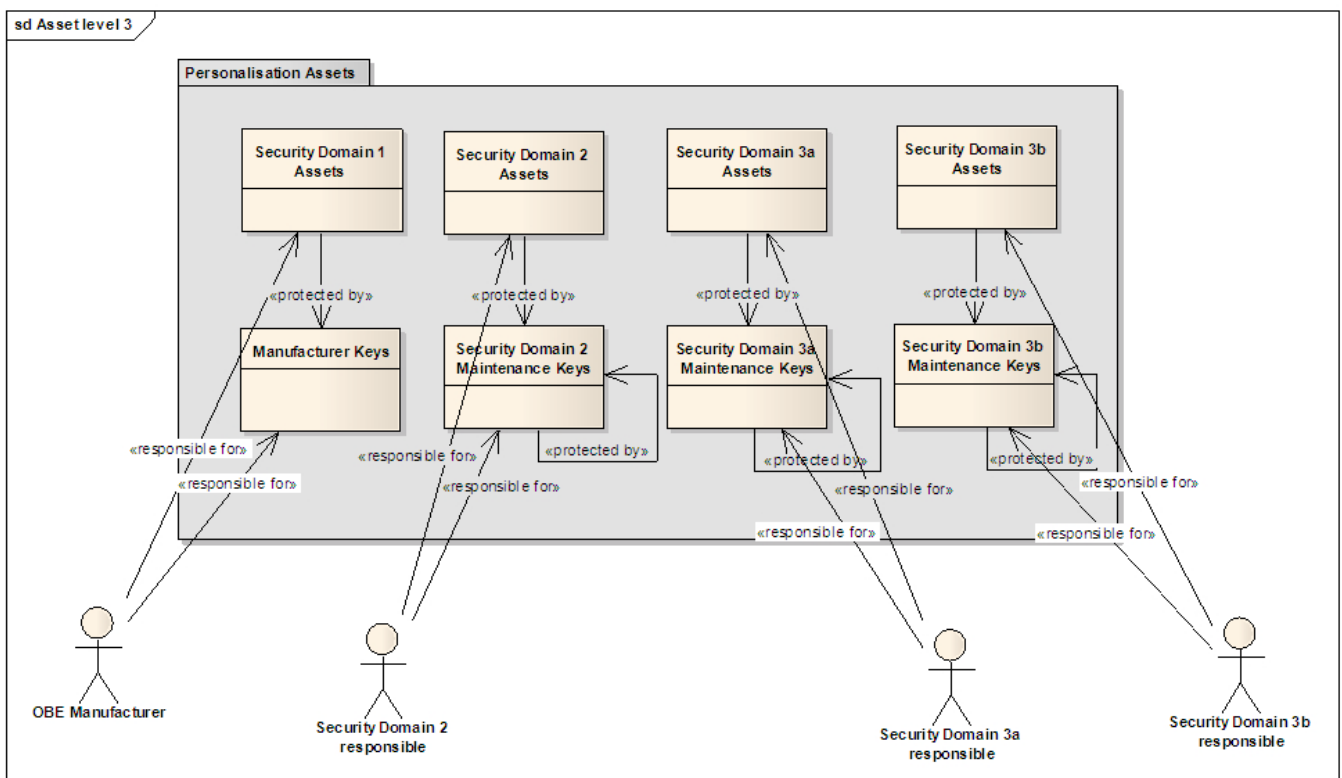 sd Asset level 3
Personalisation Assets
Security Domain 1
Assets
Security Domain 2
Assets
Security Domain 3a
Assets
Security Domain 3b
Assets
«protected by»
«protected by»
«protected by»
«protected by»
Manufacturer Keys
Security Domain 2
Maintenance Keys
Security Domain 3a
Maintenance Keys
Security Domain 3b
Maintenance Keys
«responsible for»
«responsible for»
«responsible for»
«responsible for»
«protected by»
«protected by»
«protected by»
«responsible for»
«responsible for»
«responsible for»
«responsible for»
OBE Manufacturer
Security Domain 2
responsible
Security Domain 3a
responsible
Security Domain 3b
responsible